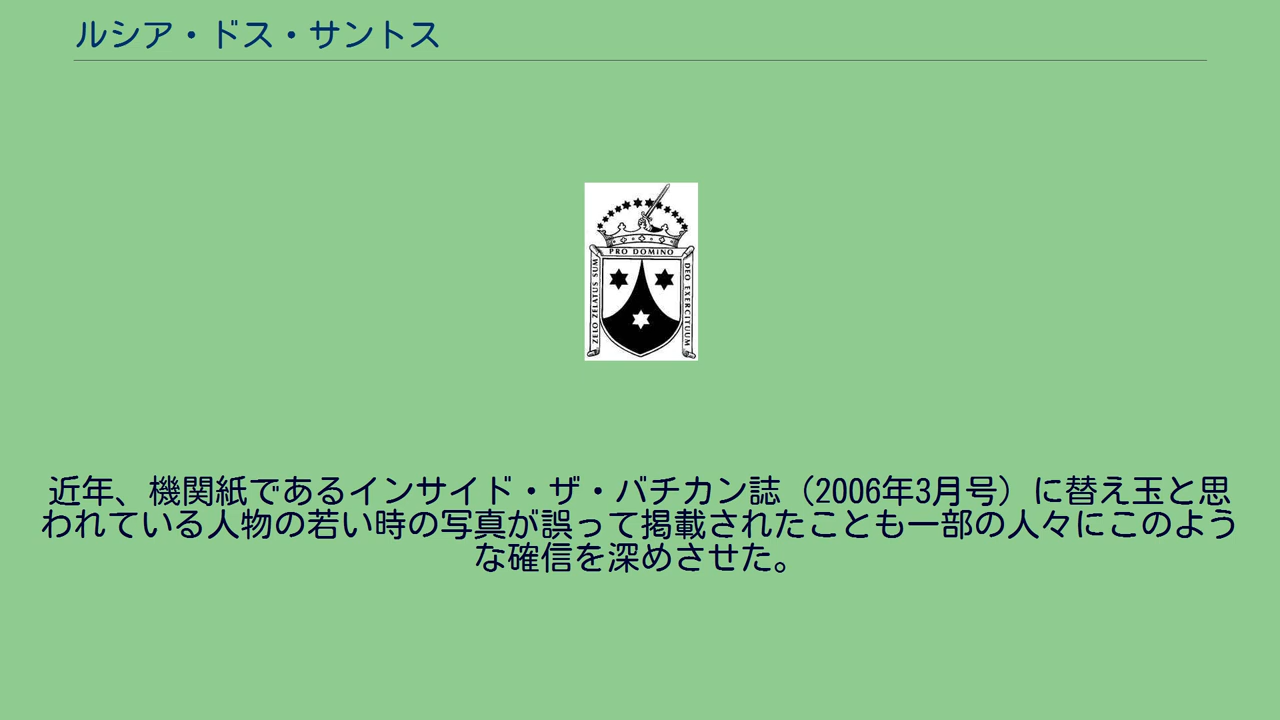 ルシア・ドス・サントス
PRO DOMINO
ZELO ZELATUS SUM
DEO EXERCITUUM
近年、機関紙であるインサイド・ザ・バチカン誌（2006年3月号）に替え玉と思
われている人物の若い時の写真が誤って掲載されたことも一部の人々にこのよう
な確信を深めさせた。